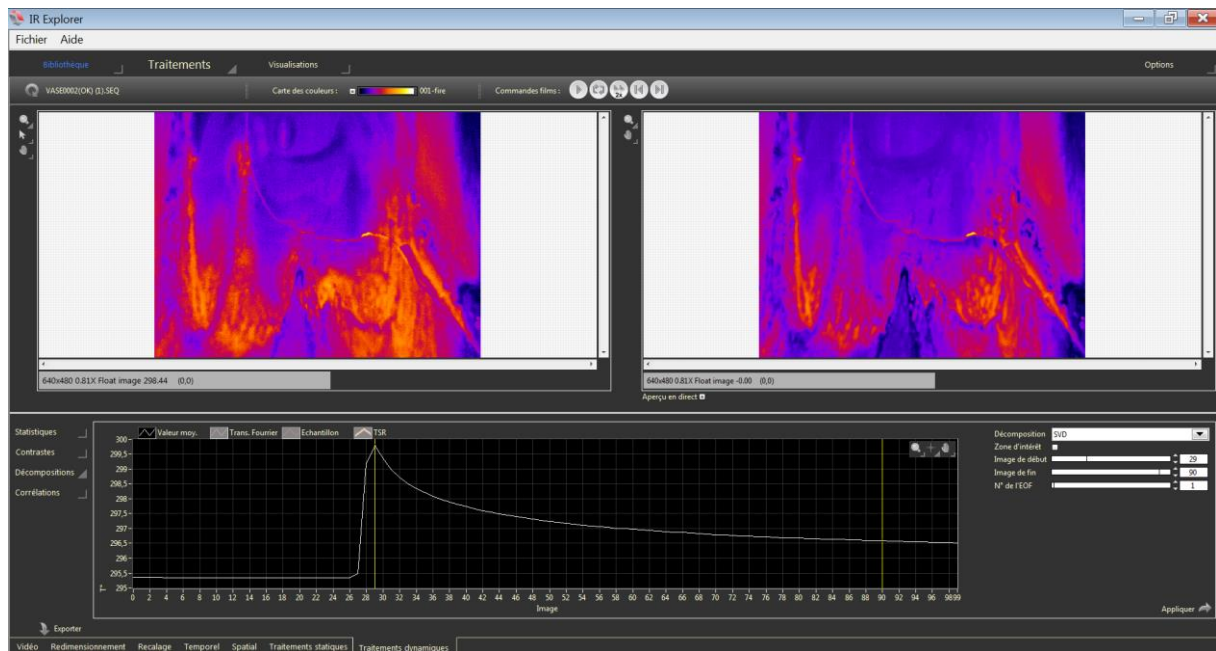 IR Explorer
Fichier Aide
Bibliothèque Traitements Visualisations Options
VASE0002(OK) (1).SEQ Carte des couleurs : 001-fire Commandes films : 2x
640x480 0.81X Float image 298.44 (0,0) 640x480 0.81X Float image -0.00 (0,0)
Aperçu en direct
Statistiques
Contrastes
Décompositions
Corrélations
Valeur moy. Trans. Fourier Echantillon TSR
300
299,5
299
298,5
298
297,5
297
296,5
296
295,5
295
T°
0 2 4 6 8 10 12 14 16 18 20 22 24 26 28 30 32 34 36 38 40 42 44 46 48 50 52 54 56 58 60 62 64 66 68 70 72 74 76 78 80 82 84 86 88 90 92 94 96 9899
Image
Décomposition SVD
Zone d'intérêt
Image de début 29
Image de fin 90
N° de l'EOF 1
Appliquer
Exporter
Vidéo Redimensionnement Recalage Temporel Spatial Traitements statiques Traitements dynamiques